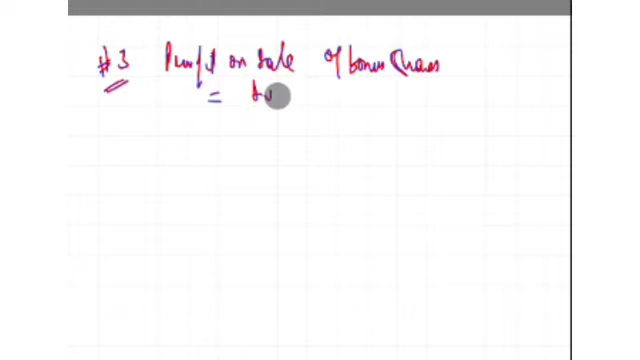 #3 Profit on Sale of bonus Shares
=